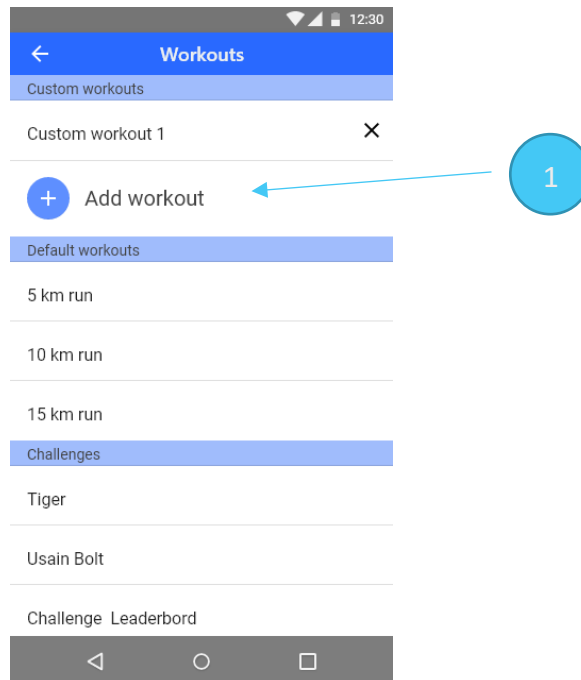 12:30
Workouts
Custom workouts
Custom workout 1
Add workout
1
Default workouts
5 km run
10 km run
15 km run
Challenges
Tiger
Usain Bolt
Challenge Leaderbord